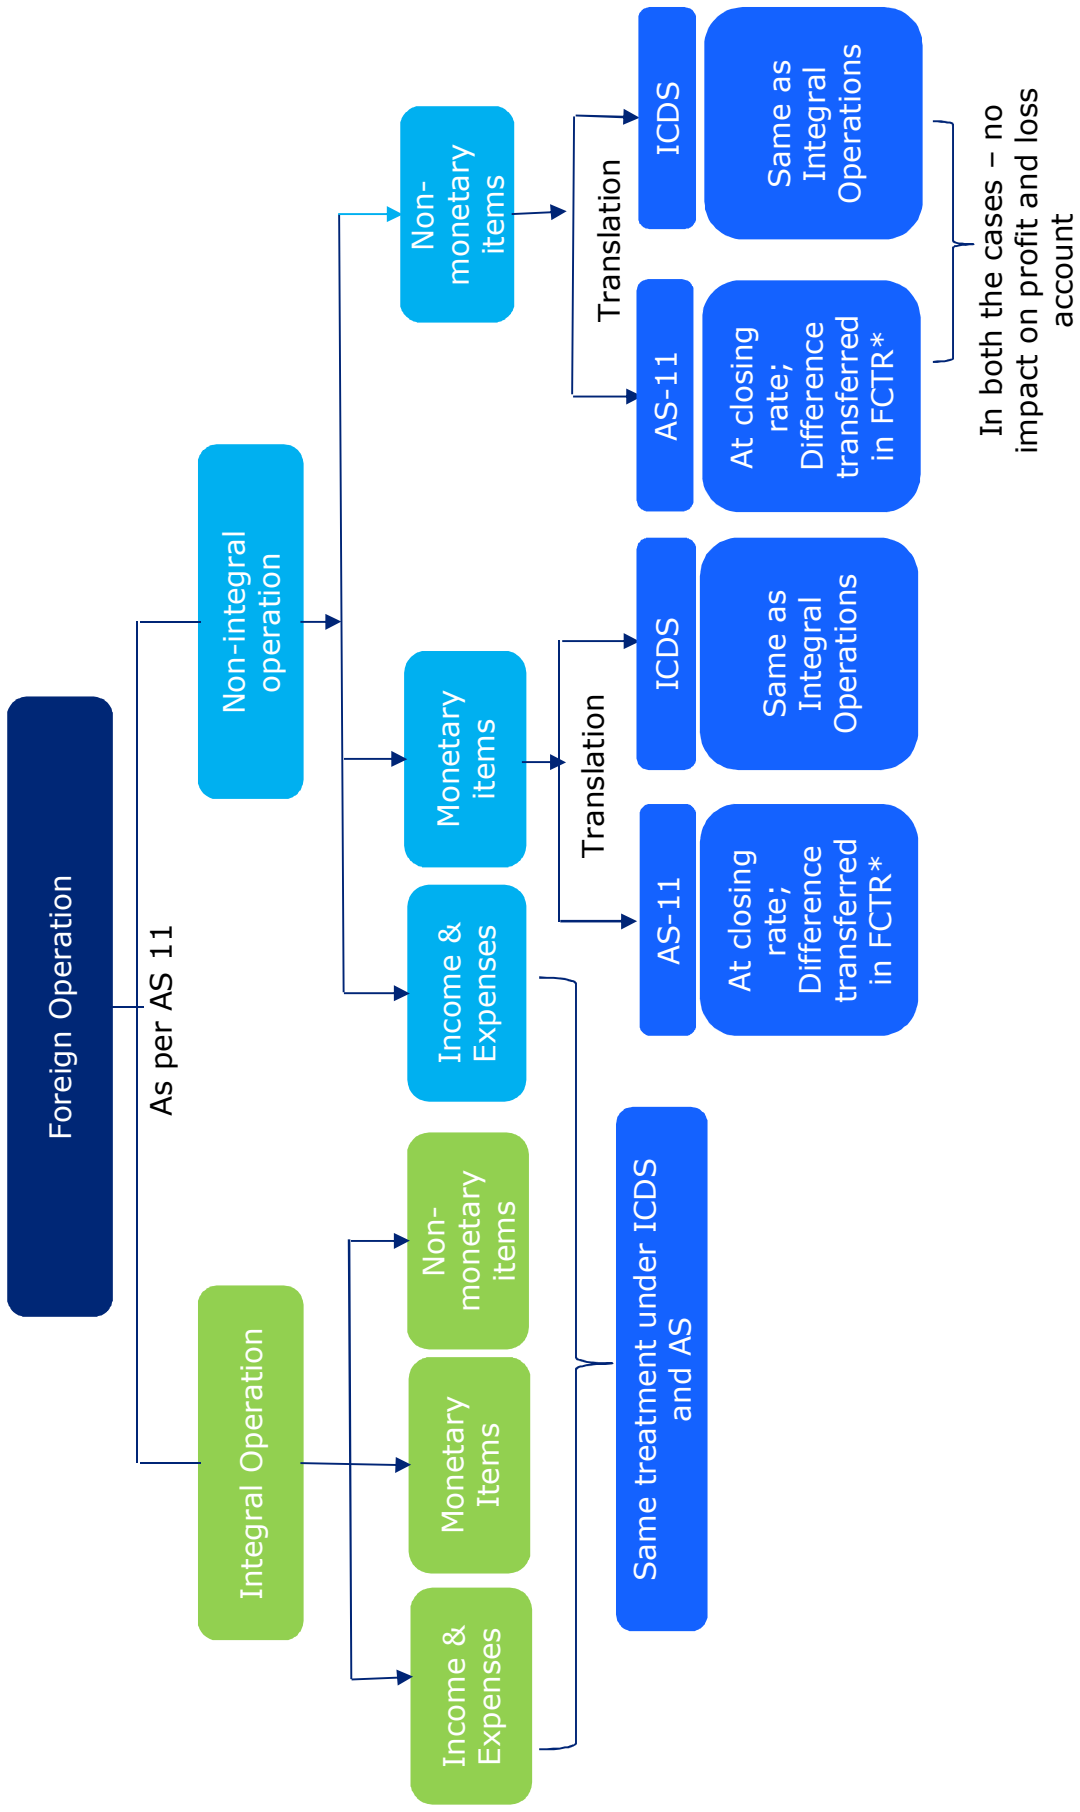 Foreign Operation
As per AS 11
Integral Operation
Non-integral
operation
Income &
Expenses
Monetary
Items
Non-
monetary
items
Income &
Expenses
Monetary
items
Non-
monetary
items
Same treatment under ICDS
and AS
Translation
AS-11
At closing
rate;
Difference
transferred
in FCTR*
ICDS
Same as
Integral
Operations
Translation
AS-11
At closing
rate;
Difference
transferred
in FCTR*
ICDS
Same as
Integral
Operations
In both the cases – no
impact on profit and loss
account